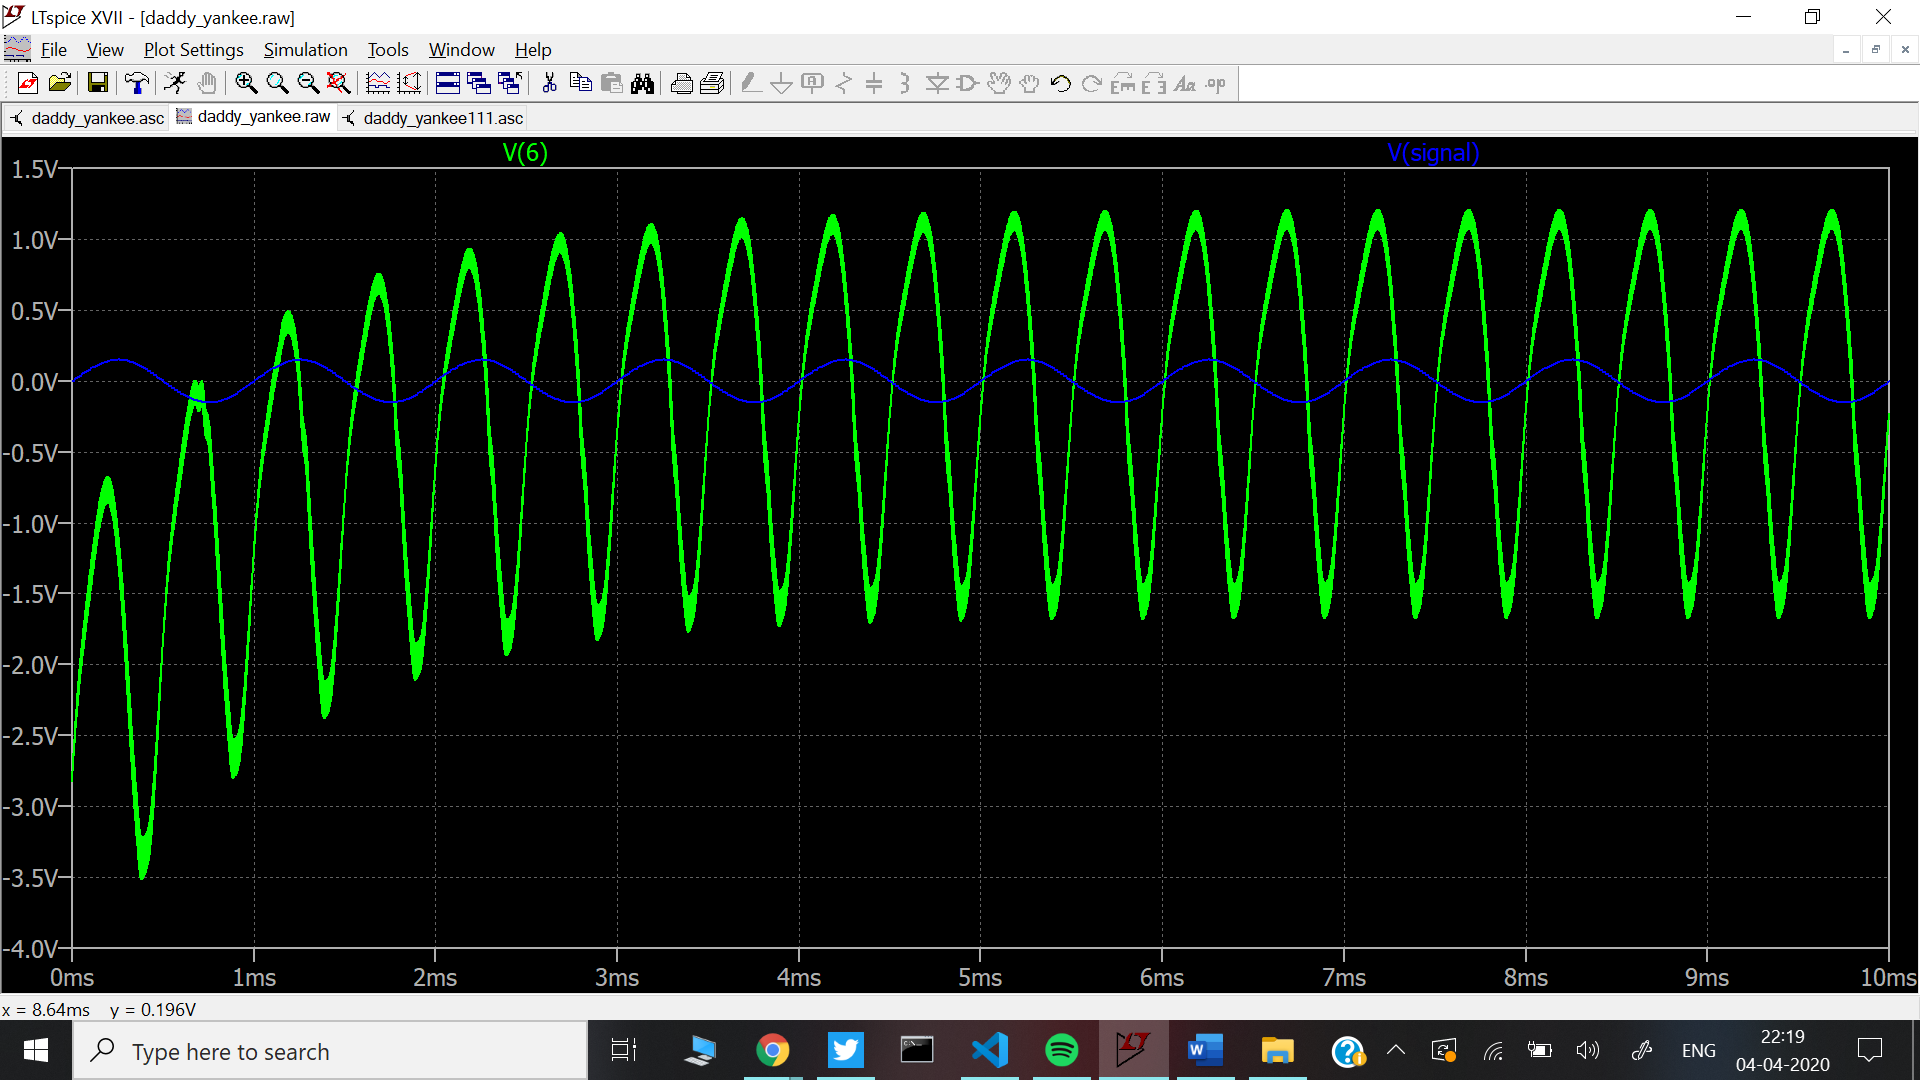 LTspice XVII - [daddy_yankee.raw]
File View Plot Settings Simulation Tools Window Help
daddy_yankee.asc daddy_yankee.raw daddy_yankee111.asc
V(6) V(signal)
1.5V
1.0V
0.5V
0.0V
-0.5V
-1.0V
-1.5V
-2.0V
-2.5V
-3.0V
-3.5V
-4.0V
0ms 1ms 2ms 3ms 4ms 5ms 6ms 7ms 8ms 9ms 10ms
x = 8.64ms y = 0.196V
Type here to search
ENG
22:19
04-04-2020